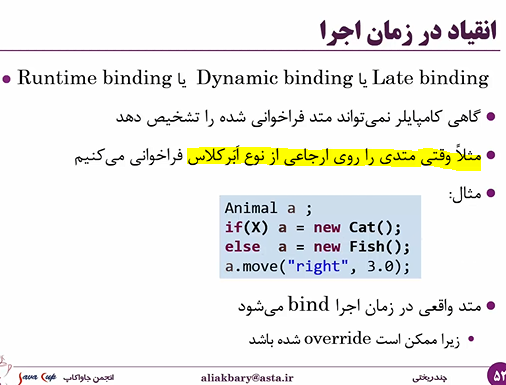 انقیاد در زمان اجرا
Late binding یا Dynamic binding یا Runtime binding
گاهی کامپایلر نمی‌تواند متد فراخوانی شده را تشخیص دهد
مثلاً وقتی متدی را روی ارجاعی از نوع اَبَرکلاس فراخوانی می‌کنیم
مثال:
Animal a ;
if(X) a = new Cat();
else a = new Fish();
a.move("right", 3.0);
متد واقعی در زمان اجرا bind می‌شود
زیرا ممکن است override شده باشد
۵۲
چندریختی
aliakbary@asta.ir
انجمن جاواکاپ
Java Cup